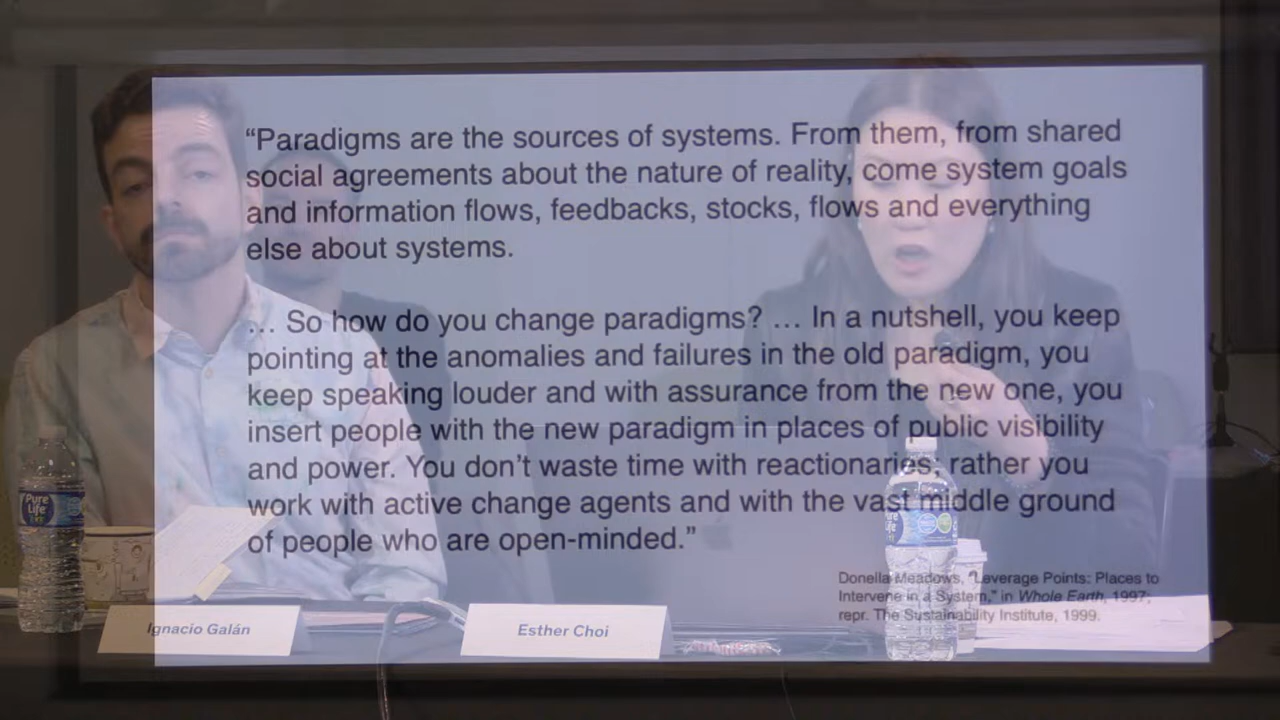 “Paradigms are the sources of systems. From them, from shared
social agreements about the nature of reality, come system goals
and information flows, feedbacks, stocks, flows and everything
else about systems.
… So how do you change paradigms? … In a nutshell, you keep
pointing at the anomalies and failures in the old paradigm, you
keep speaking louder and with assurance from the new one, you
insert people with the new paradigm in places of public visibility
and power. You don’t waste time with reactionaries; rather you
work with active change agents and with the vast middle ground
of people who are open-minded.”
Donella Meadows, “Leverage Points: Places to
Intervene in a System,” in Whole Earth, 1997;
repr. The Sustainability Institute, 1999.
Pure
Life
Ignacio Galán
Esther Choi